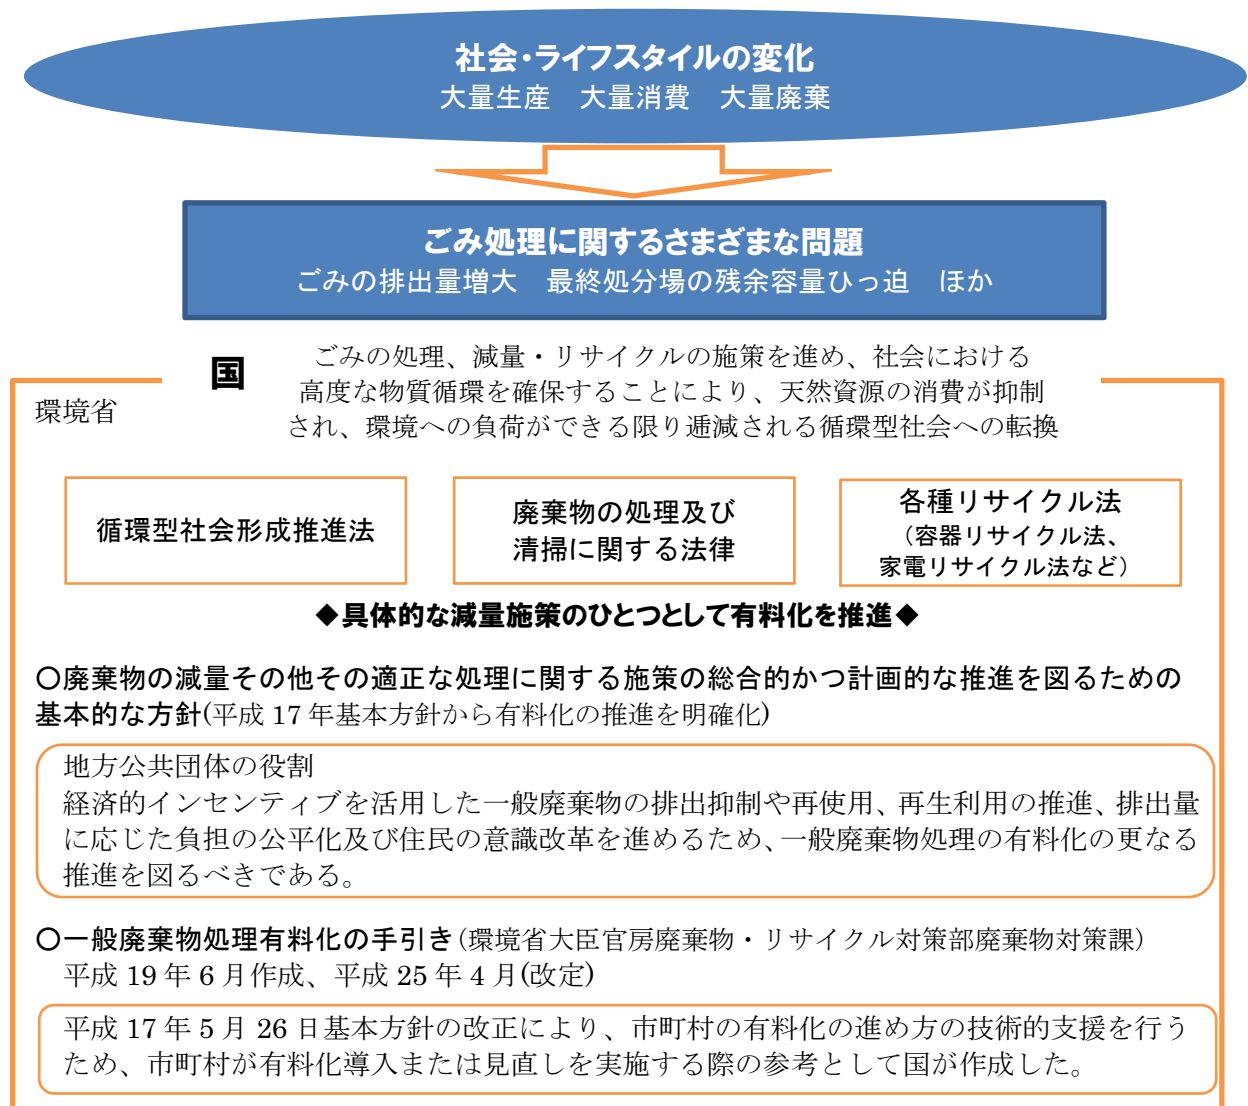 社会・ライフスタイルの変化
大量生産　大量消費　大量廃棄
ごみ処理に関するさまざまな問題
ごみの排出量増大　最終処分場の残余容量ひっ迫　ほか
国
ごみの処理、減量・リサイクルの施策を進め、社会における
高度な物質循環を確保することにより、天然資源の消費が抑制
され、環境への負荷ができる限り逓減される循環型社会への転換
環境省
循環型社会形成推進法
廃棄物の処理及び
清掃に関する法律
各種リサイクル法
（容器リサイクル法、
家電リサイクル法など）
◆具体的な減量施策のひとつとして有料化を推進◆
〇廃棄物の減量その他その適正な処理に関する施策の総合的かつ計画的な推進を図るための
基本的な方針(平成 17 年基本方針から有料化の推進を明確化)
地方公共団体の役割
経済的インセンティブを活用した一般廃棄物の排出抑制や再使用、再生利用の推進、排出量
に応じた負担の公平化及び住民の意識改革を進めるため、一般廃棄物処理の有料化の更なる
推進を図るべきである。
〇一般廃棄物処理有料化の手引き(環境省大臣官房廃棄物・リサイクル対策部廃棄物対策課)
平成 19 年 6 月作成、平成 25 年 4 月(改定)
平成 17 年 5 月 26 日基本方針の改正により、市町村の有料化の進め方の技術的支援を行う
ため、市町村が有料化導入または見直しを実施する際の参考として国が作成した。